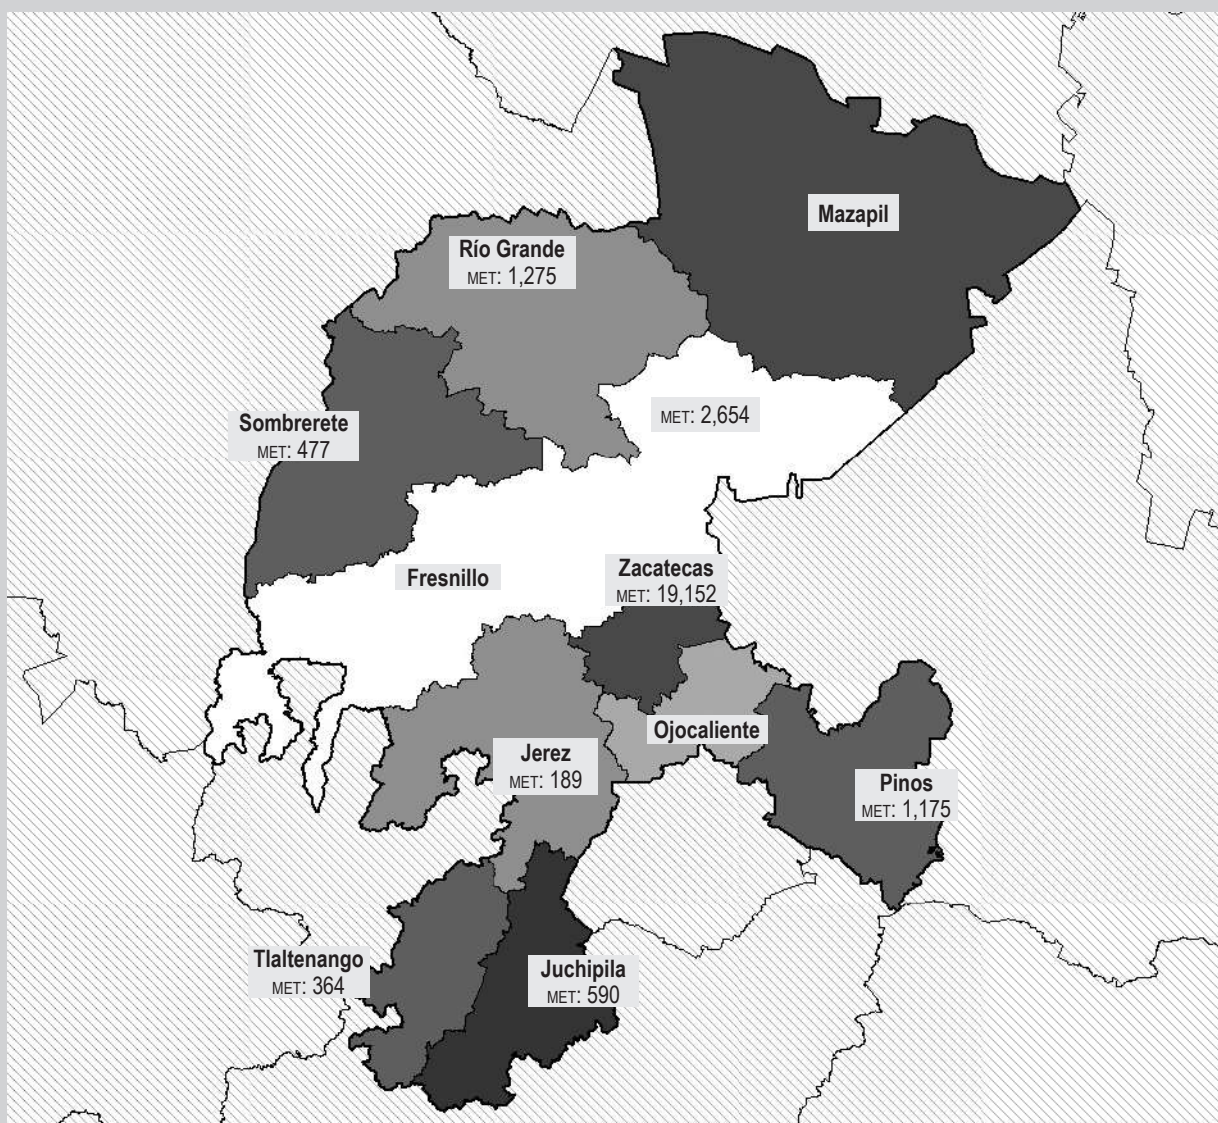 Mazapil
Río Grande
MET: 1,275
MET: 2,654
Sombrerete
MET: 477
Fresnillo
Zacatecas
MET: 19,152
Ojocaliente
Jerez
MET: 189
Pinos
MET: 1,175
Tlaltenango
MET: 364
Juchipila
MET: 590